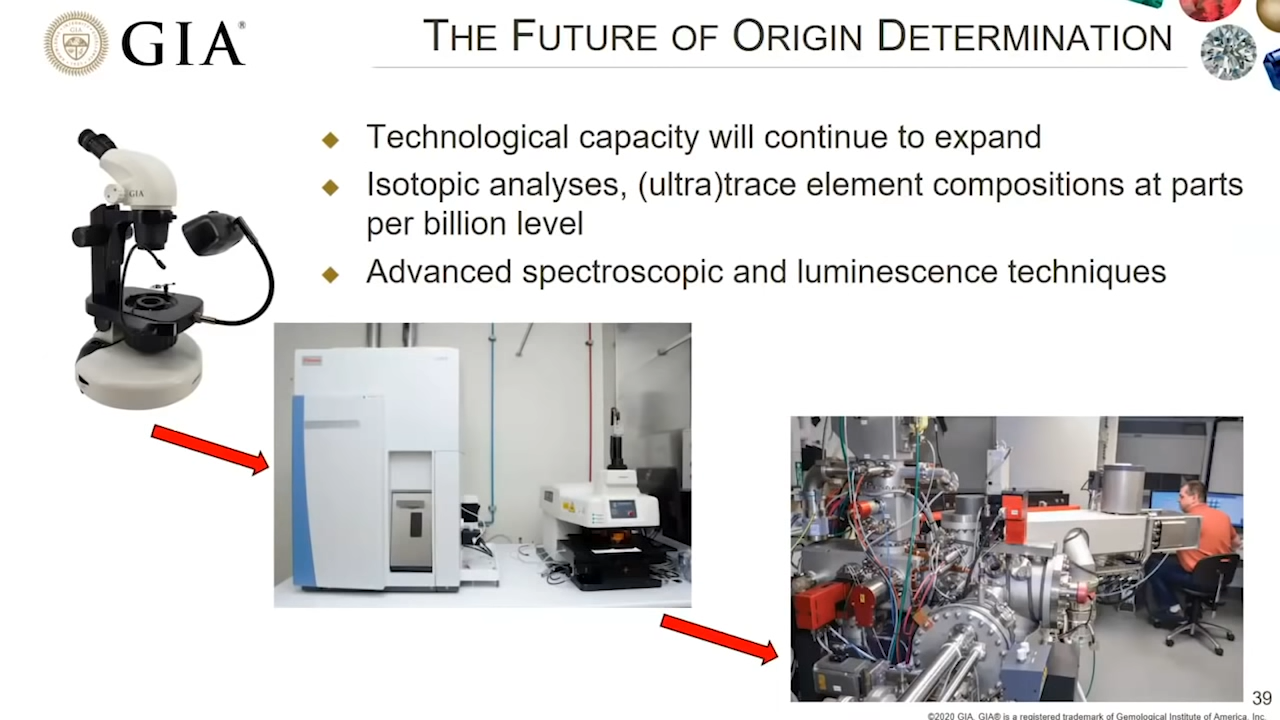 GIA®
THE FUTURE OF ORIGIN DETERMINATION
Technological capacity will continue to expand
Isotopic analyses, (ultra)trace element compositions at parts
per billion level
Advanced spectroscopic and luminescence techniques
GIA
39
©2020 GIA. GIA® is a registered trademark of Gemological Institute of America, Inc.